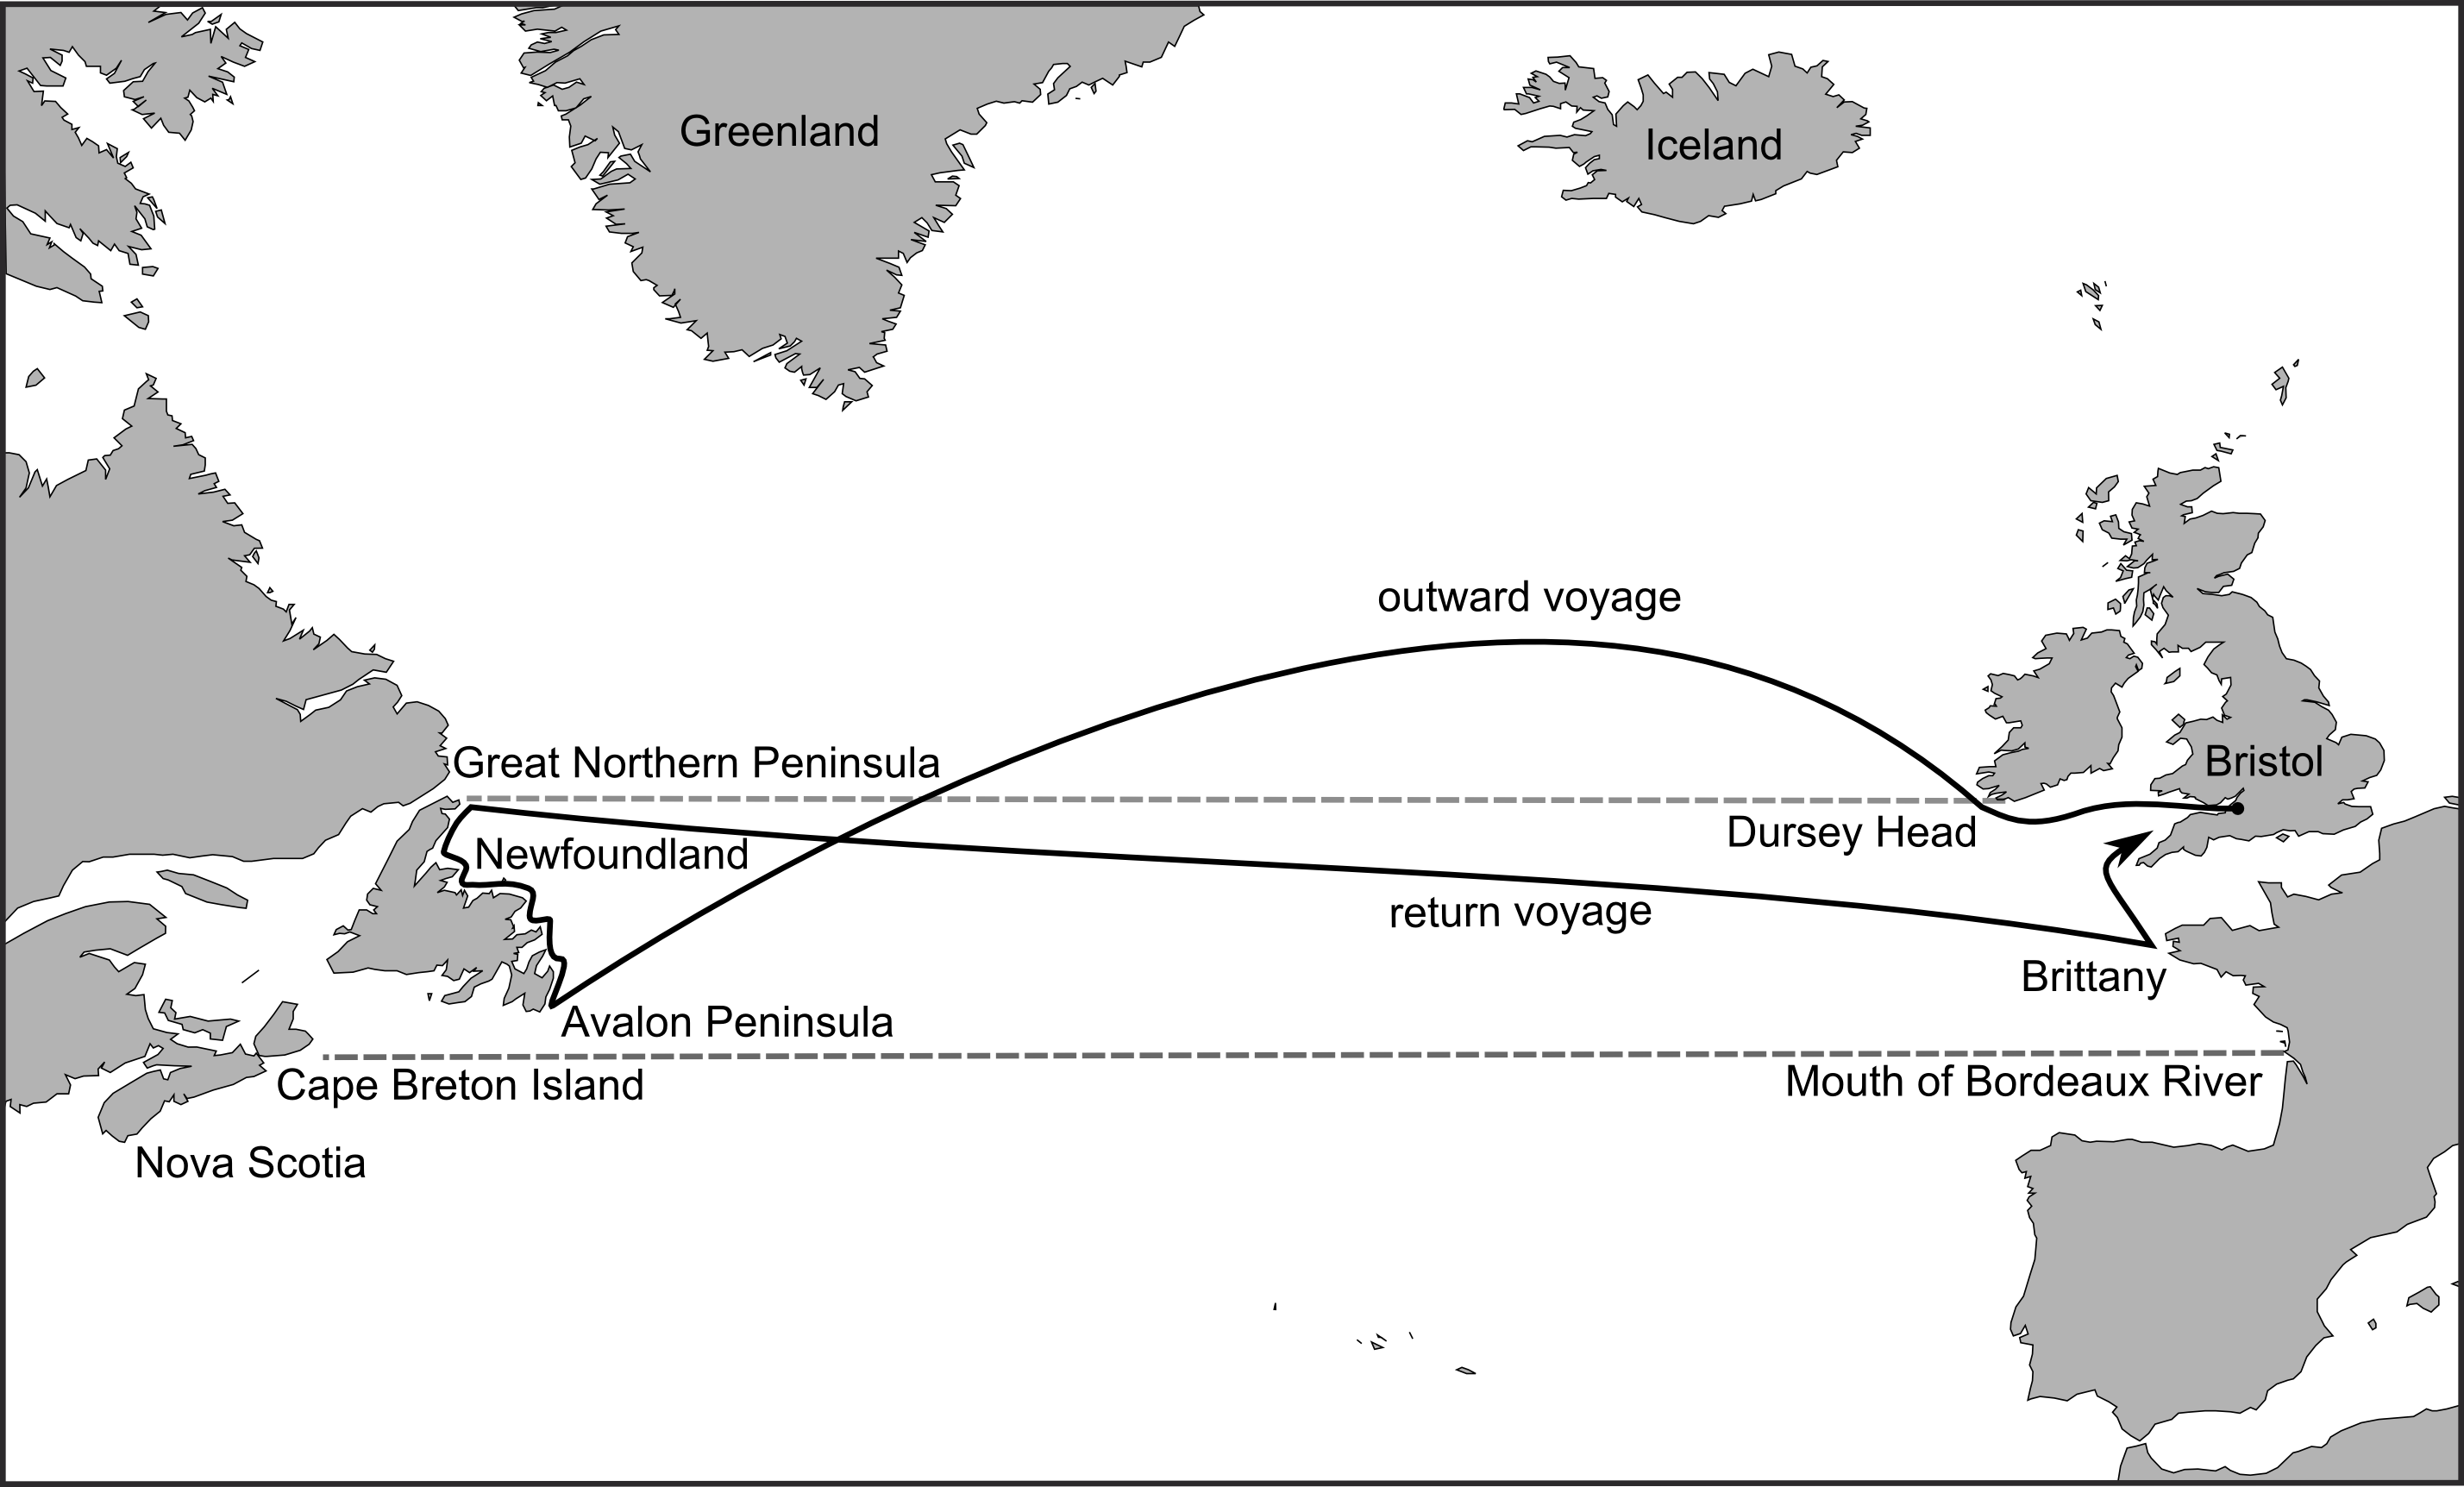 Greenland
Iceland
outward voyage
Great Northern Peninsula
Bristol
Dursey Head
Newfoundland
return voyage
Brittany
Avalon Peninsula
Cape Breton Island
Mouth of Bordeaux River
Nova Scotia